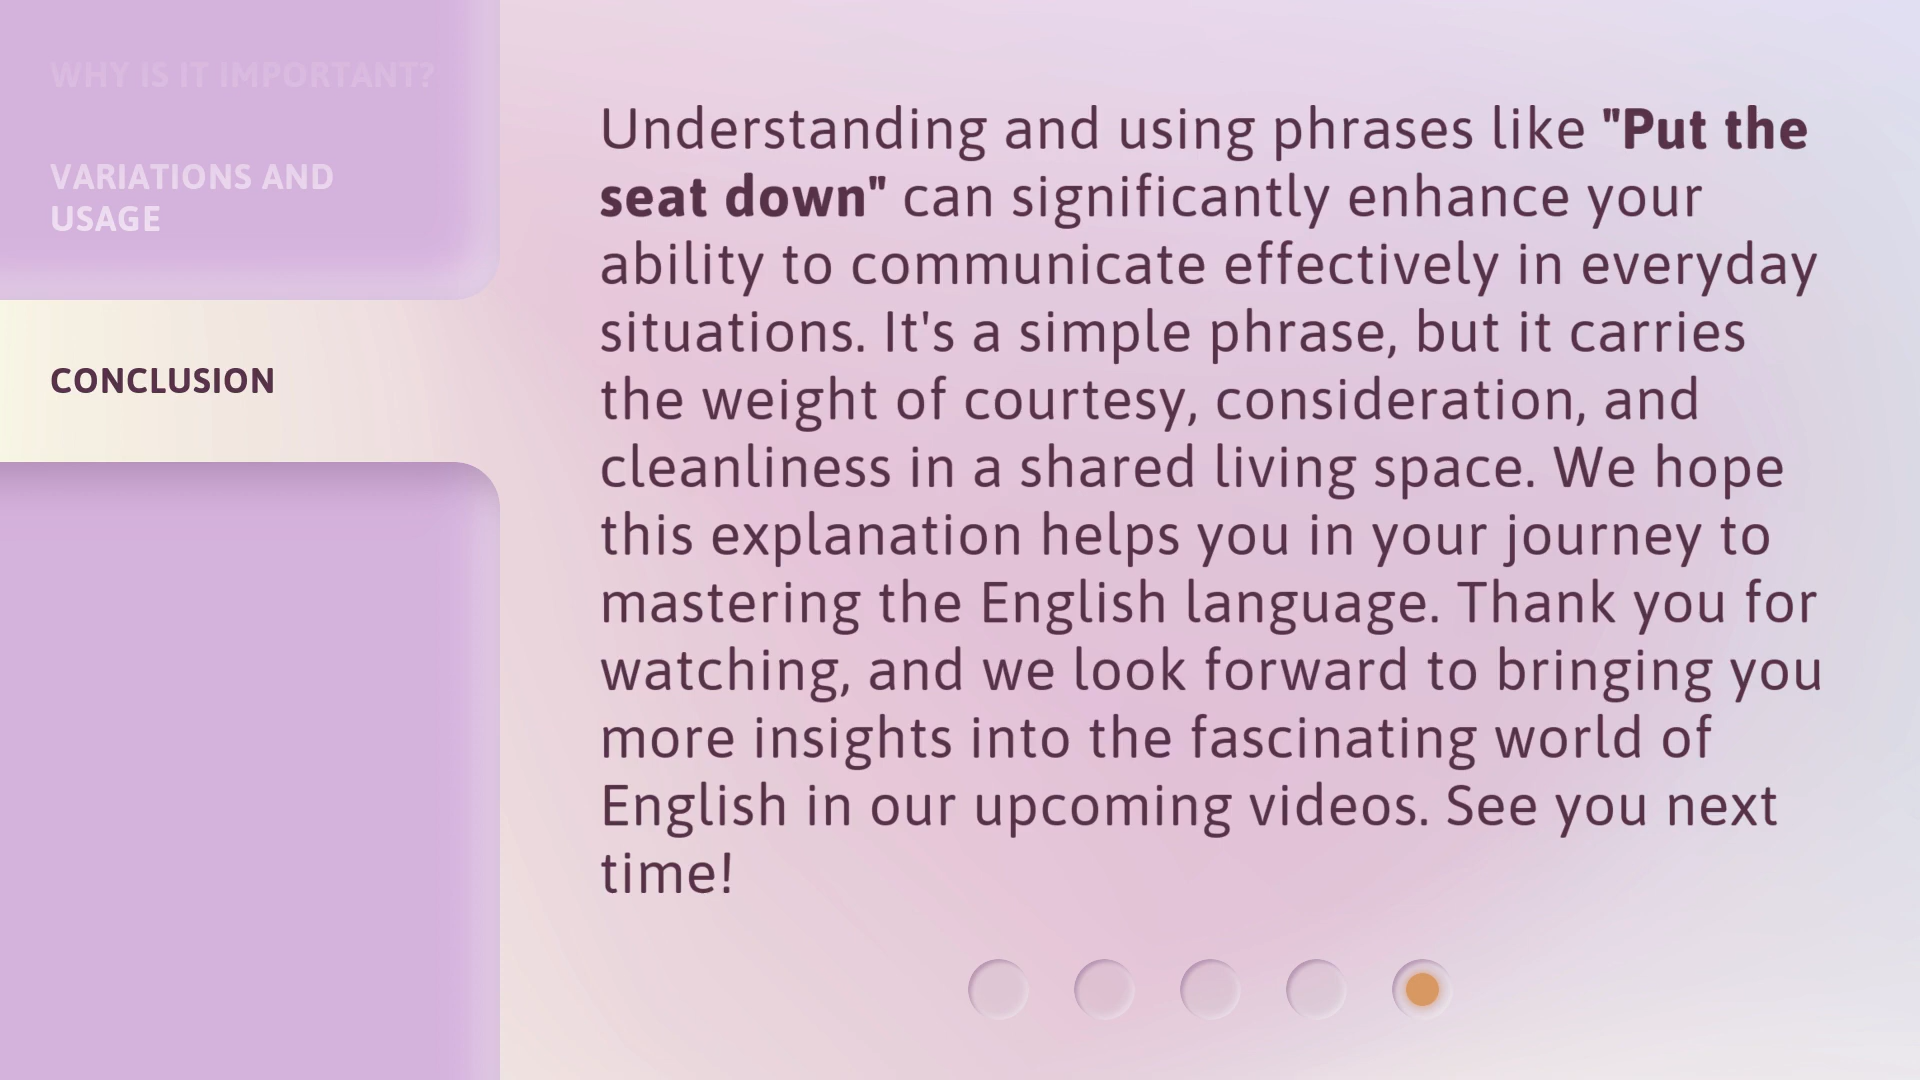 WHY IS IT IMPORTANT?
VARIATIONS AND
USAGE
CONCLUSION
Understanding and using phrases like "Put the
seat down" can significantly enhance your
ability to communicate effectively in everyday
situations. It's a simple phrase, but it carries
the weight of courtesy, consideration, and
cleanliness in a shared living space. We hope
this explanation helps you in your journey to
mastering the English language. Thank you for
watching, and we look forward to bringing you
more insights into the fascinating world of
English in our upcoming videos. See you next
time!